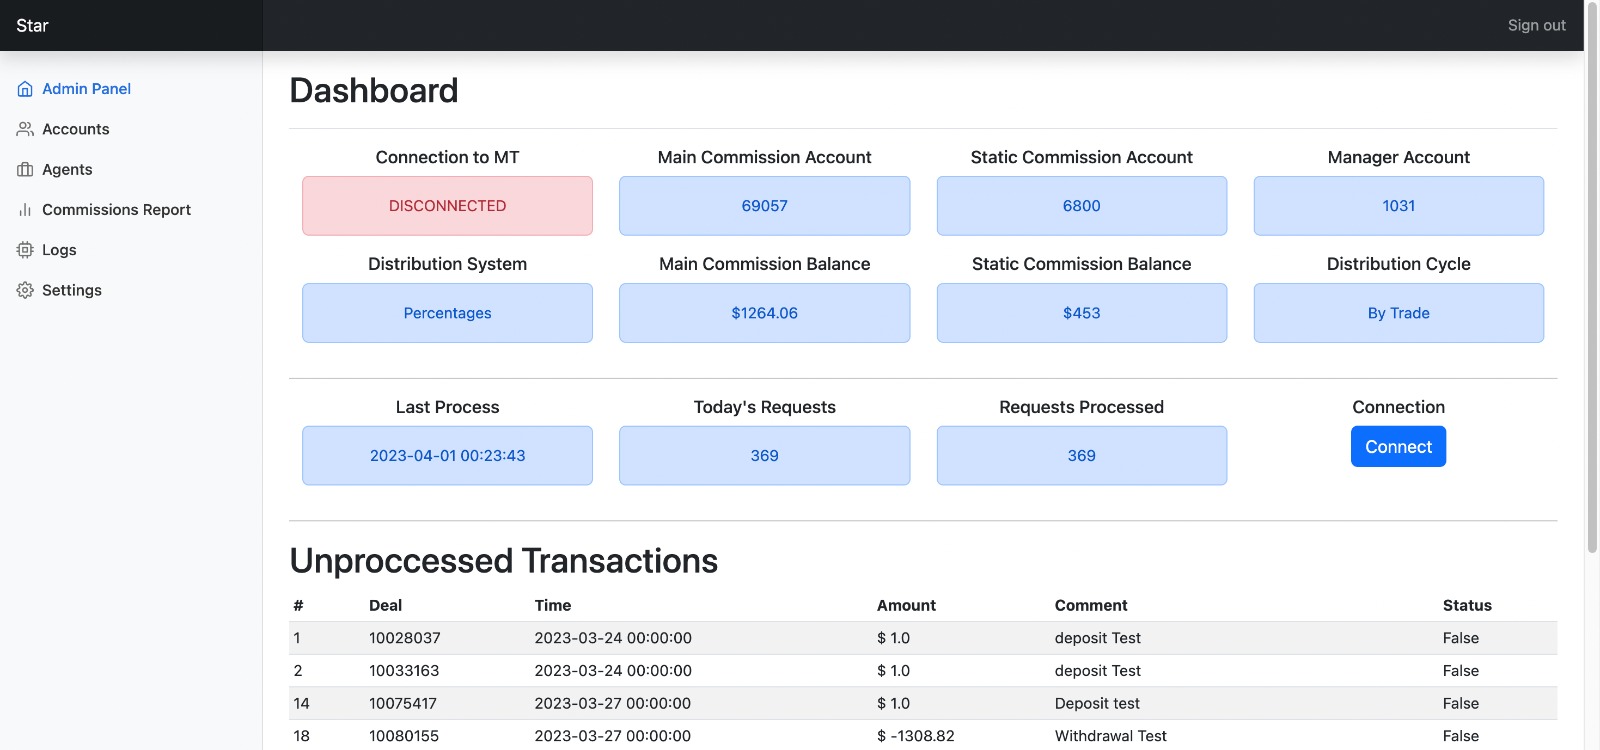 Star
Sign out
Admin Panel
Accounts
Agents
Commissions Report
Logs
Settings
Dashboard
Connection to MT Main Commission Account Static Commission Account Manager Account
DISCONNECTED 69057 6800 1031
Distribution System Main Commission Balance Static Commission Balance Distribution Cycle
Percentages $1264.06 $453 By Trade
Last Process Today's Requests Requests Processed Connection
2023-04-01 00:23:43 369 369 Connect
Unproccessed Transactions
# Deal Time Amount Comment Status
1 10028037 2023-03-24 00:00:00 $ 1.0 deposit Test False
2 10033163 2023-03-24 00:00:00 $ 1.0 deposit Test False
14 10075417 2023-03-27 00:00:00 $ 1.0 Deposit test False
18 10080155 2023-03-27 00:00:00 $ -1308.82 Withdrawal Test False